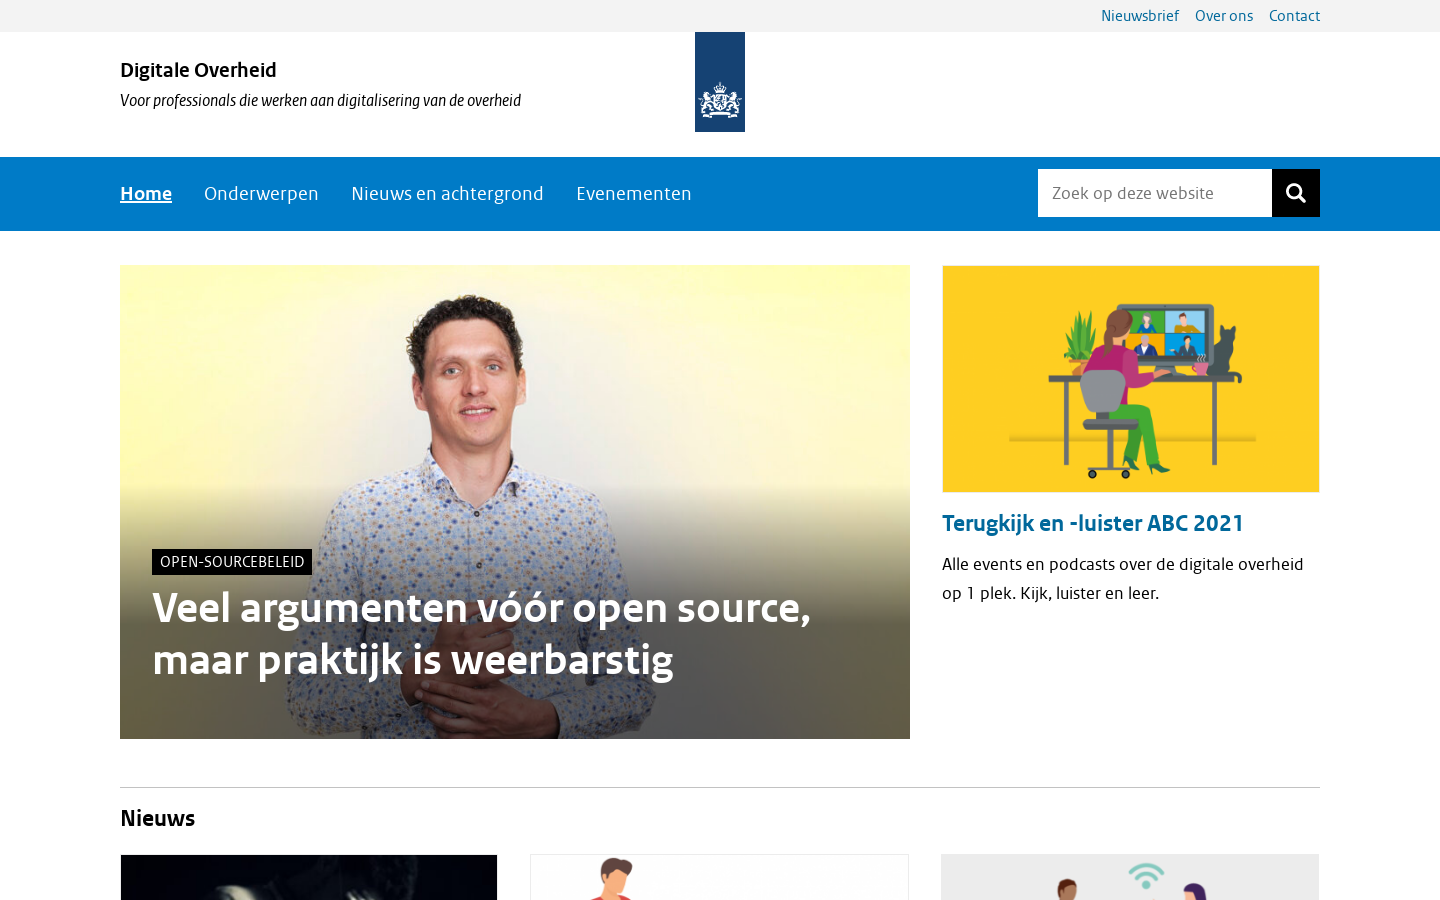 Nieuwsbrief Over ons Contact
Digitale Overheid
Voor professionals die werken aan digitalisering van de overheid
Home Onderwerpen Nieuws en achtergrond Evenementen
Zoek op deze website
OPEN-SOURCEBELEID
Veel argumenten vóór open source,
maar praktijk is weerbarstig
Terugkijk en -luister ABC 2021
Alle events en podcasts over de digitale overheid
op 1 plek. Kijk, luister en leer.
Nieuws